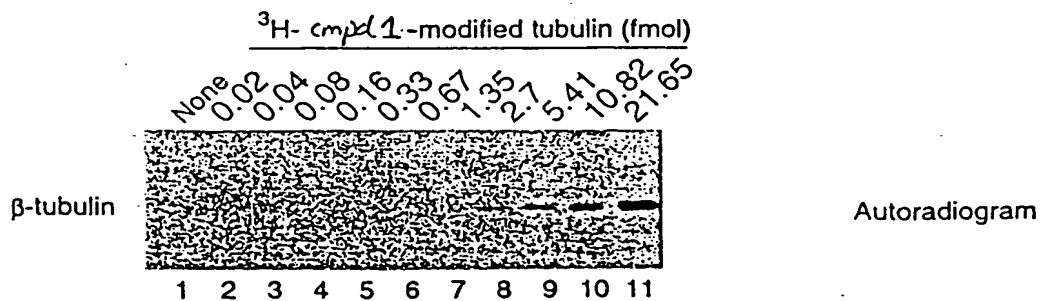 ³H- cmpd 1 -modified tubulin (fmol)
None 0.02 0.04 0.08 0.16 0.33 0.67 1.35 2.7 5.41 10.82 21.65
β-tubulin
Autoradiogram
1 2 3 4 5 6 7 8 9 10 11